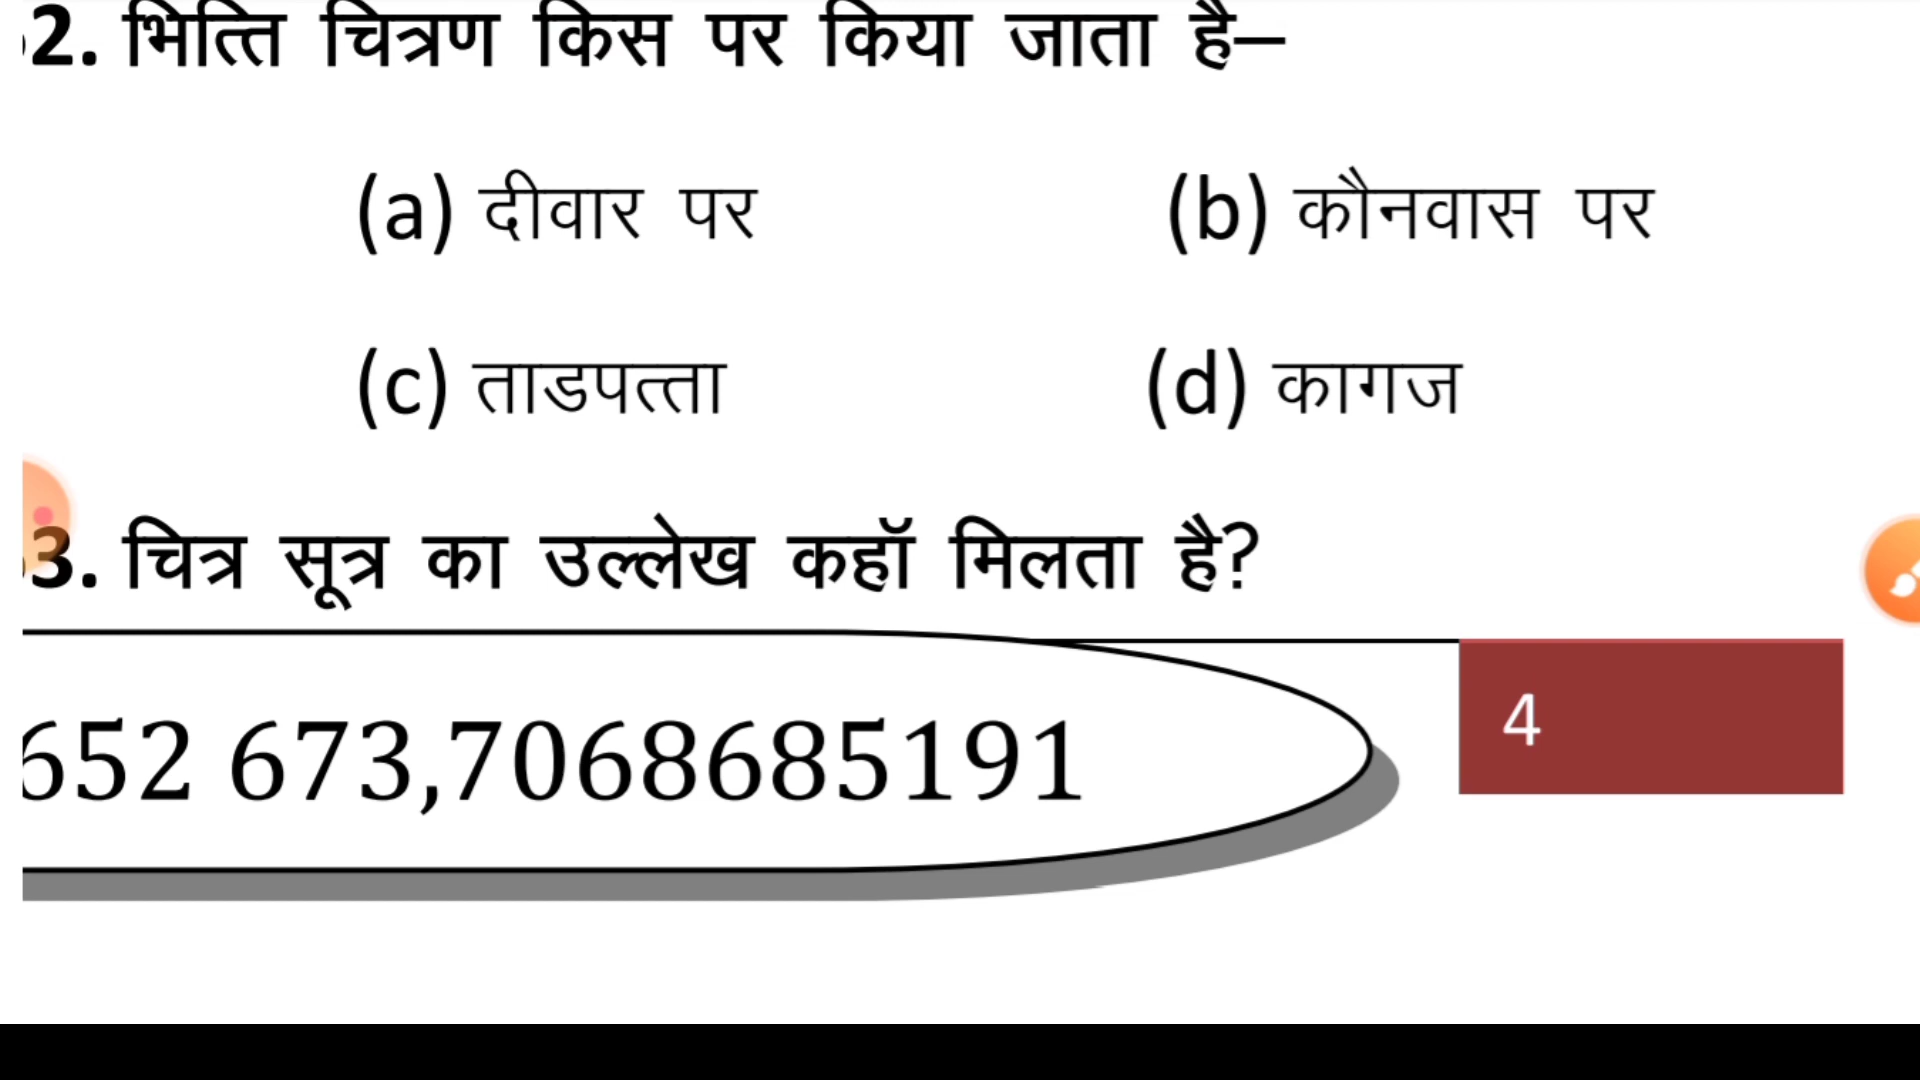 2. भित्ति चित्रण किस पर किया जाता है–
(a) दीवार पर (b) कौनवास पर
(c) ताडपत्ता (d) कागज
3. चित्र सूत्र का उल्लेख कहॉ मिलता है?
652 673,7068685191
4